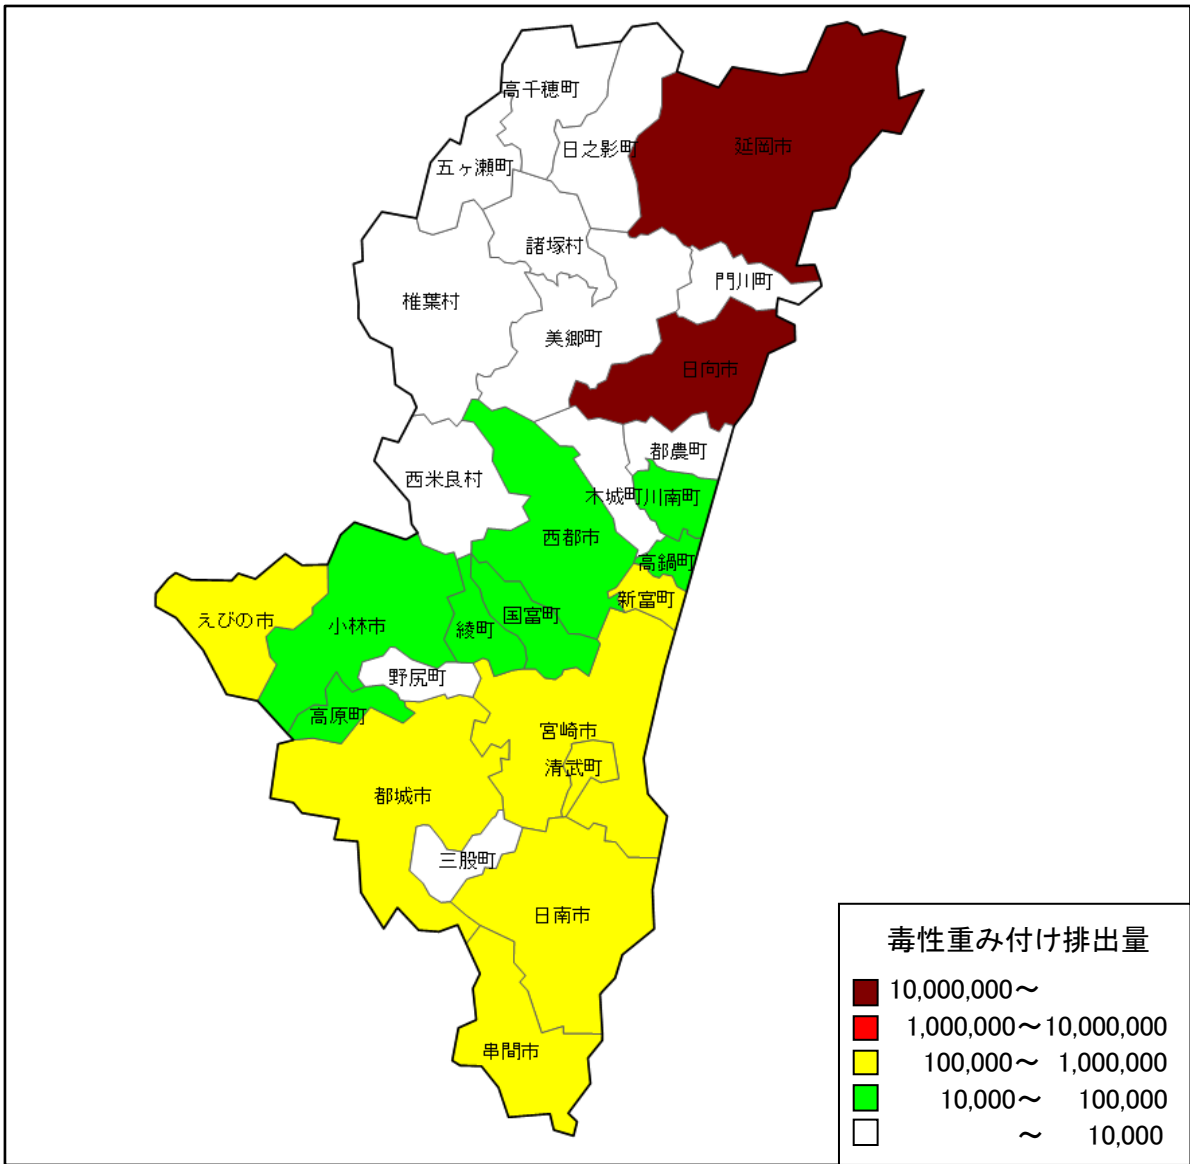 高千穂町
延岡市
日之影町
五ヶ瀬町
諸塚村
門川町
椎葉村
美郷町
日向市
都農町
西米良村
木城町
川南町
西都市
高鍋町
新富町
えびの市
小林市
綾町
国富町
野尻町
高原町
宮崎市
清武町
都城市
三股町
日南市
串間市
毒性重み付け排出量
10,000,000～
1,000,000～10,000,000
100,000～ 1,000,000
10,000～ 100,000
～ 10,000